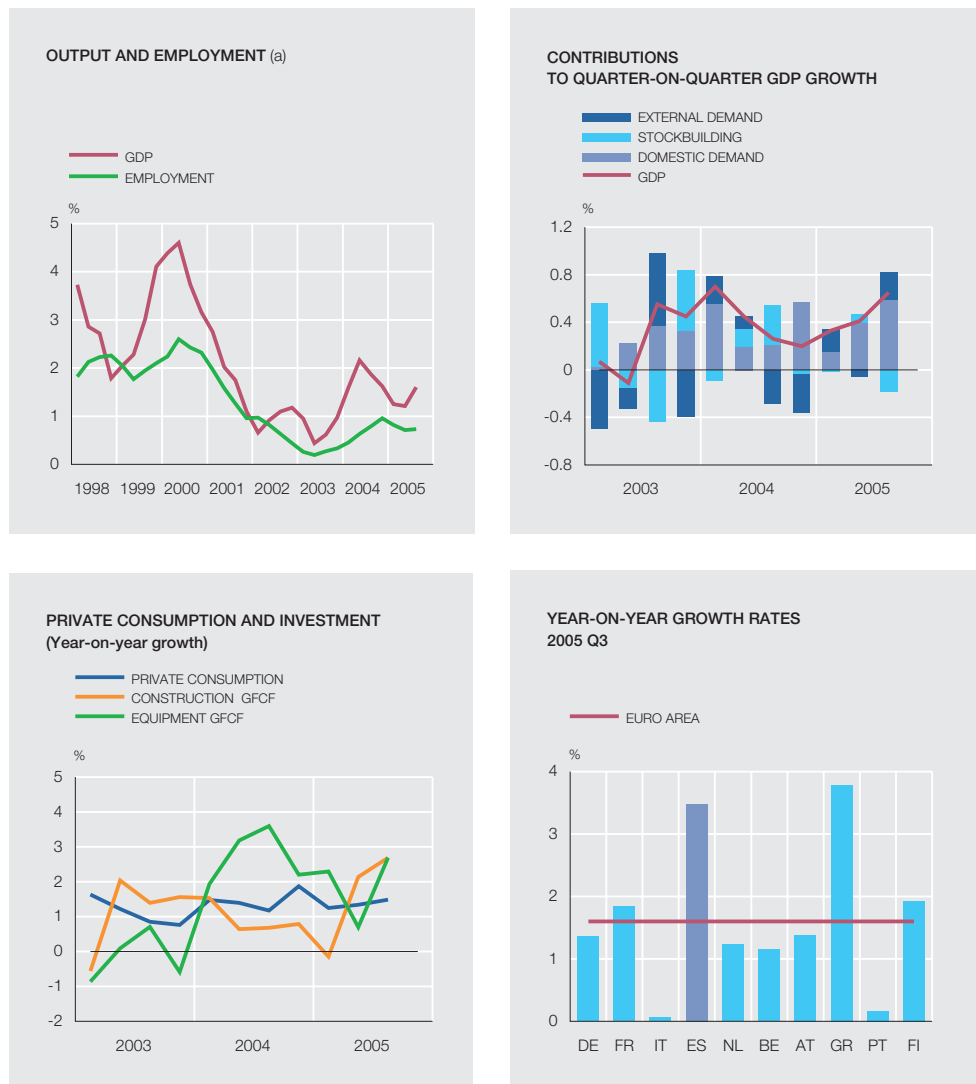 OUTPUT AND EMPLOYMENT (a)
GDP
EMPLOYMENT
%
5
4
3
2
1
0
1998 1999 2000 2001 2002 2003 2004 2005
CONTRIBUTIONS
TO QUARTER-ON-QUARTER GDP GROWTH
EXTERNAL DEMAND
STOCKBUILDING
DOMESTIC DEMAND
GDP
%
1.2
0.8
0.4
0
-0.4
-0.8
2003 2004 2005
PRIVATE CONSUMPTION AND INVESTMENT
(Year-on-year growth)
PRIVATE CONSUMPTION
CONSTRUCTION GFCF
EQUIPMENT GFCF
%
5
4
3
2
1
0
-1
-2
2003 2004 2005
YEAR-ON-YEAR GROWTH RATES
2005 Q3
EURO AREA
%
4
3
2
1
0
DE FR IT ES NL BE AT GR PT FI